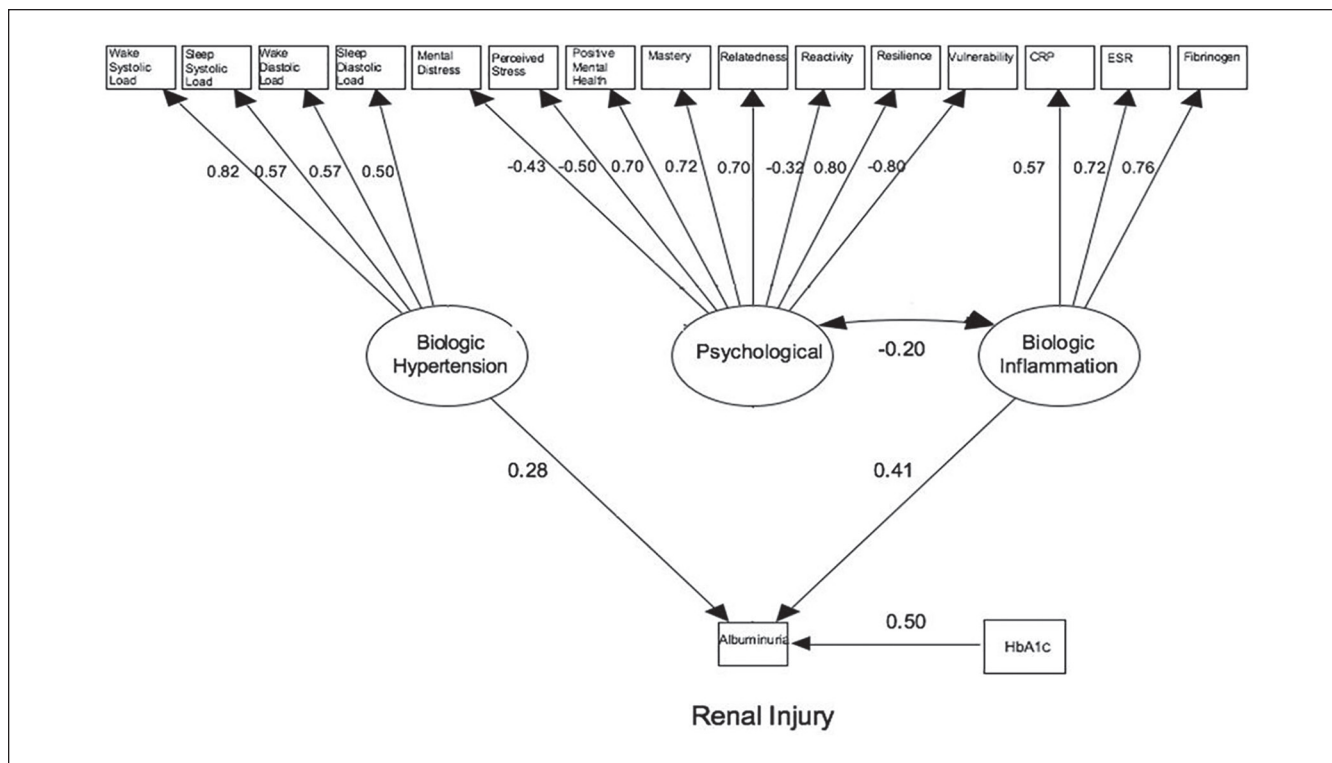 Wake
Systolic
Load
Sleep
Systolic
Load
Wake
Diastolic
Load
Sleep
Diastolic
Load
Mental
Distress
Perceived
Stress
Positive
Mental
Health
Mastery
Relatedness
Reactivity
Resilience
Vulnerability
CRP
ESR
Fibrinogen
0.82 0.57 0.57 0.50 -0.43 -0.50 0.70 0.72 0.70 -0.32 0.80 -0.80 0.57 0.72 0.76
Biologic
Hypertension
Psychological
-0.20
Biologic
Inflammation
0.28
0.41
Albuminuria
0.50
HbA1c
Renal Injury